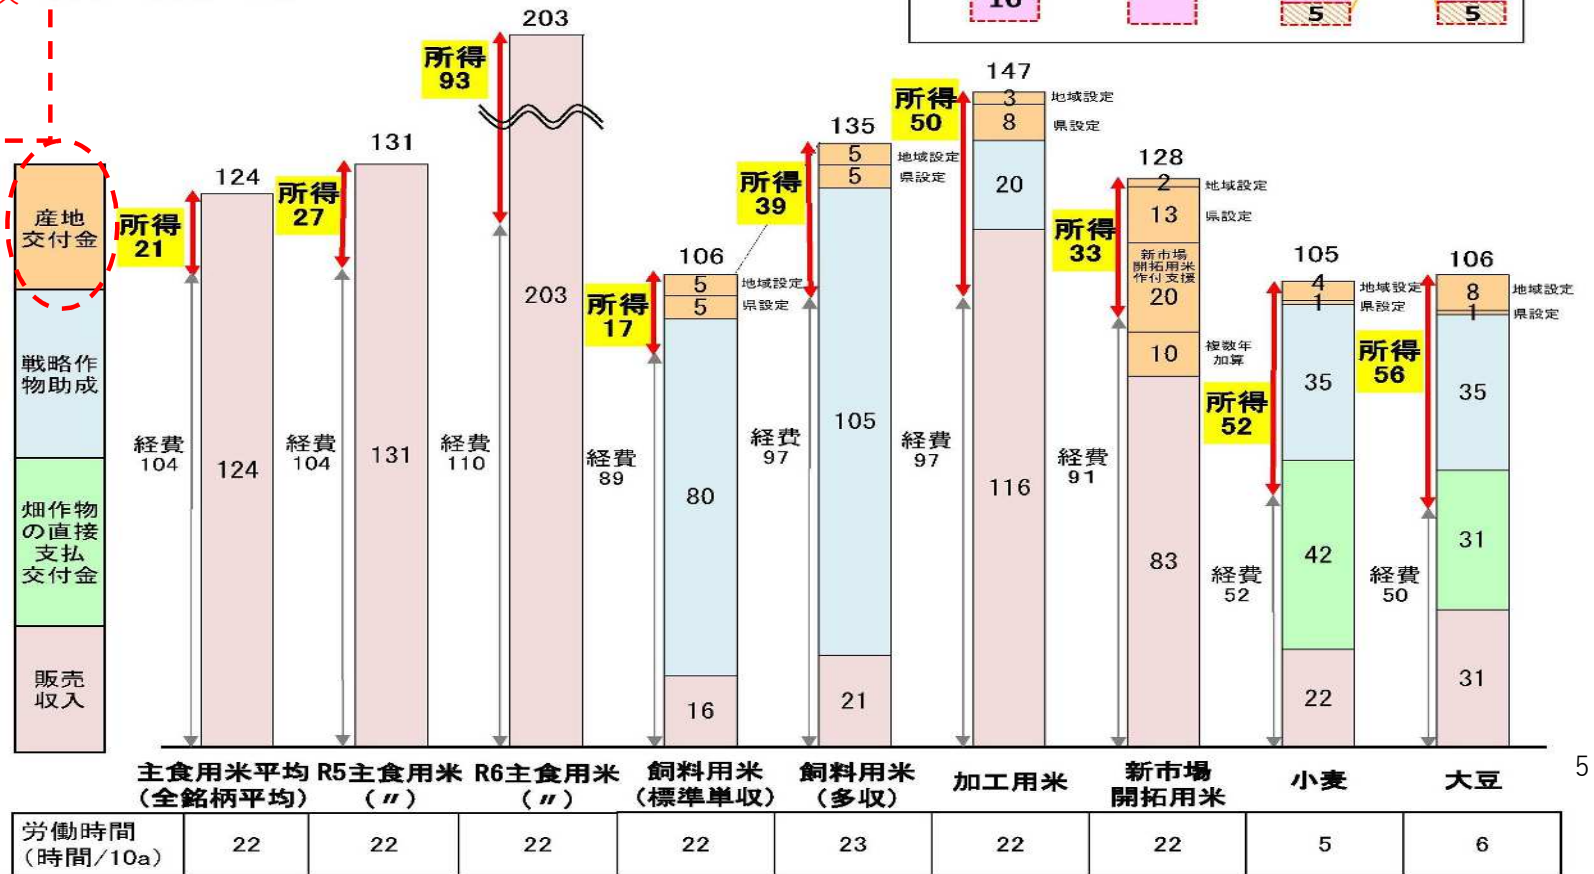 16
5
5
産地
交付金
戦略作
物助成
畑作物
の直接
支払
交付金
販売
収入
124
所得
21
経費
104
124
131
所得
27
経費
104
131
203
所得
93
経費
110
203
106
所得
17
5
地域設定
5
県設定
経費
89
80
16
135
所得
39
5
地域設定
5
県設定
経費
97
105
21
147
所得
50
3
地域設定
8
県設定
20
経費
97
116
128
所得
33
2
地域設定
13
県設定
新市場
開拓用米
作付支援
20
10
複数年
加算
経費
91
83
105
所得
52
4
地域設定
1
県設定
35
経費
52
42
22
106
所得
56
8
地域設定
1
県設定
35
経費
50
31
31
主食用米平均
(全銘柄平均)
R5主食用米
(〃)
R6主食用米
(〃)
飼料用米
(標準単収)
飼料用米
(多収)
加工用米
新市場
開拓用米
小麦
大豆
5
労働時間
(時間/10a)
22
22
22
22
23
22
22
5
6